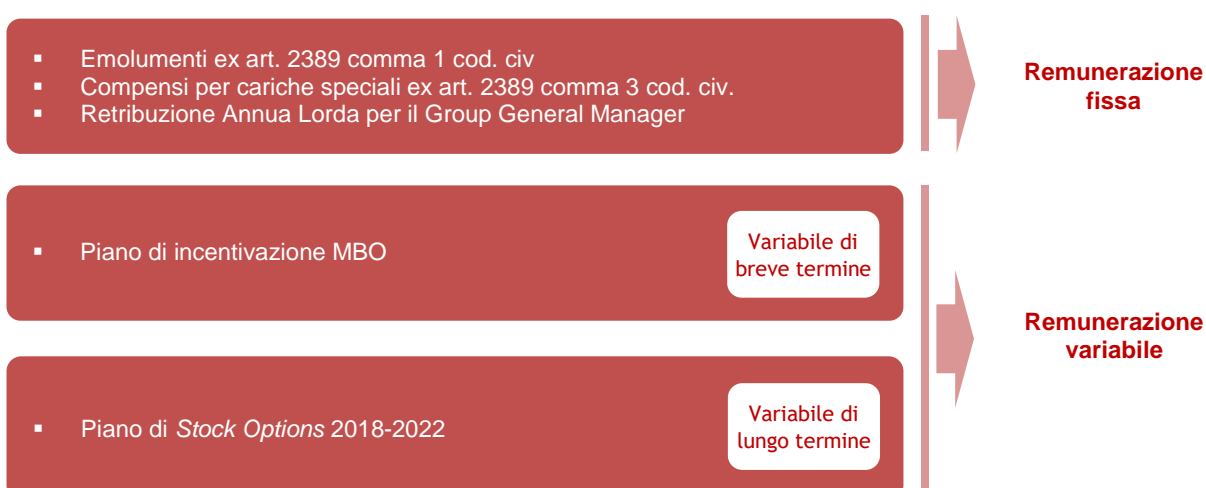 ▪ Emolumenti ex art. 2389 comma 1 cod. civ
▪ Compensi per cariche speciali ex art. 2389 comma 3 cod. civ.
▪ Retribuzione Annua Lorda per il Group General Manager
Remunerazione
fissa
▪ Piano di incentivazione MBO
Variabile di
breve termine
▪ Piano di Stock Options 2018-2022
Variabile di
lungo termine
Remunerazione
variabile